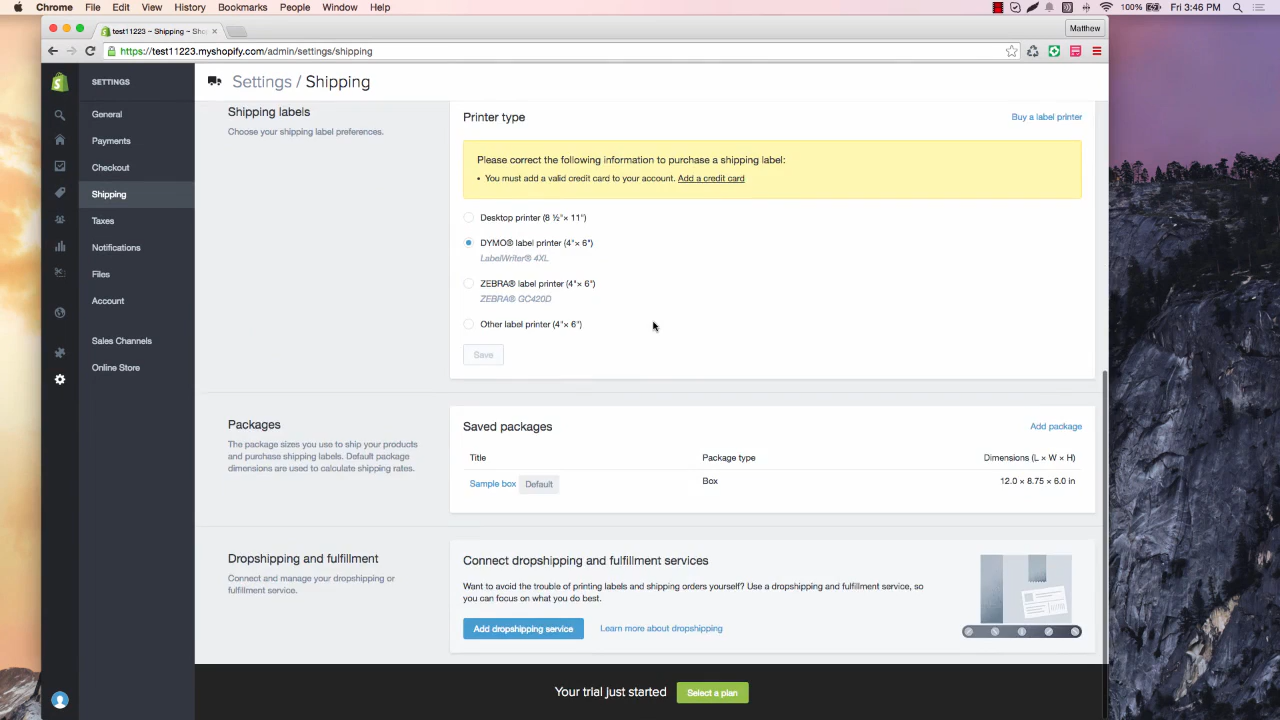 Chrome File Edit View History Bookmarks People Window Help 100% Fri 3:46 PM
test11223 ~ Shipping ~ Sho Matthew
https://test11223.myshopify.com/admin/settings/shipping
SETTINGS
General
Payments
Checkout
Shipping
Taxes
Notifications
Files
Account
Sales Channels
Online Store
Settings / Shipping
Shipping labels
Choose your shipping label preferences.
Printer type Buy a label printer
Please correct the following information to purchase a shipping label:
• You must add a valid credit card to your account. Add a credit card
Desktop printer (8 ½"× 11")
DYMO® label printer (4"× 6")
LabelWriter® 4XL
ZEBRA® label printer (4"× 6")
ZEBRA® GC420D
Other label printer (4"× 6")
Save
Packages
The package sizes you use to ship your products
and purchase shipping labels. Default package
dimensions are used to calculate shipping rates.
Saved packages Add package
Title Package type Dimensions (L × W × H)
Sample box Default Box 12.0 × 8.75 × 6.0 in
Dropshipping and fulfillment
Connect and manage your dropshipping or
fulfillment service.
Connect dropshipping and fulfillment services
Want to avoid the trouble of printing labels and shipping orders yourself? Use a dropshipping and fulfillment service, so
you can focus on what you do best.
Add dropshipping service Learn more about dropshipping
Your trial just started Select a plan